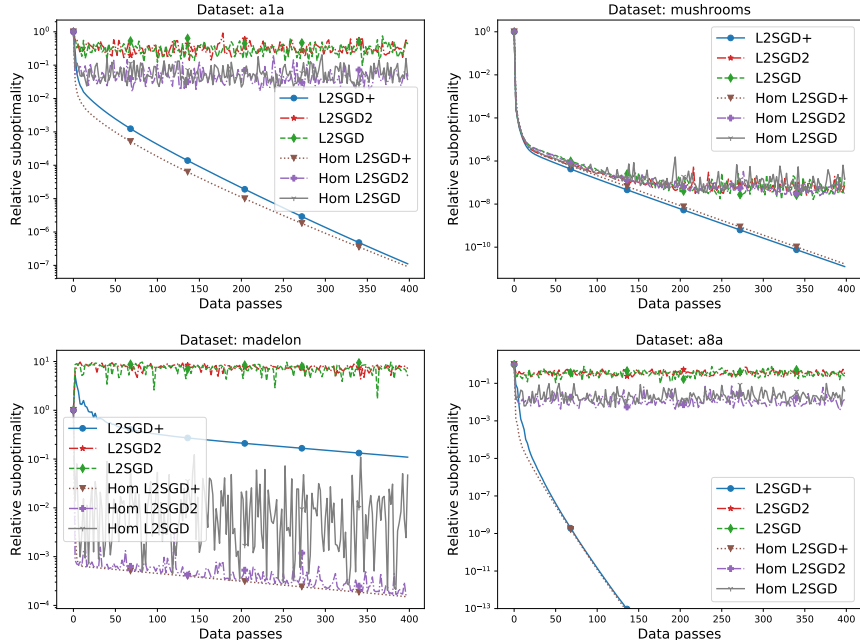 Dataset: a1a
Relative suboptimality
10^0
10^-1
10^-2
10^-3
10^-4
10^-5
10^-6
10^-7
L2SGD+
L2SGD2
L2SGD
Hom L2SGD+
Hom L2SGD2
Hom L2SGD
0 50 100 150 200 250 300 350 400
Data passes
Dataset: mushrooms
Relative suboptimality
10^0
10^-2
10^-4
10^-6
10^-8
10^-10
L2SGD+
L2SGD2
L2SGD
Hom L2SGD+
Hom L2SGD2
Hom L2SGD
0 50 100 150 200 250 300 350 400
Data passes
Dataset: madelon
Relative suboptimality
10^1
10^0
10^-1
10^-2
10^-3
10^-4
L2SGD+
L2SGD2
L2SGD
Hom L2SGD+
Hom L2SGD2
Hom L2SGD
0 50 100 150 200 250 300 350 400
Data passes
Dataset: a8a
Relative suboptimality
10^-1
10^-3
10^-5
10^-7
10^-9
10^-11
10^-13
L2SGD+
L2SGD2
L2SGD
Hom L2SGD+
Hom L2SGD2
Hom L2SGD
0 50 100 150 200 250 300 350 400
Data passes